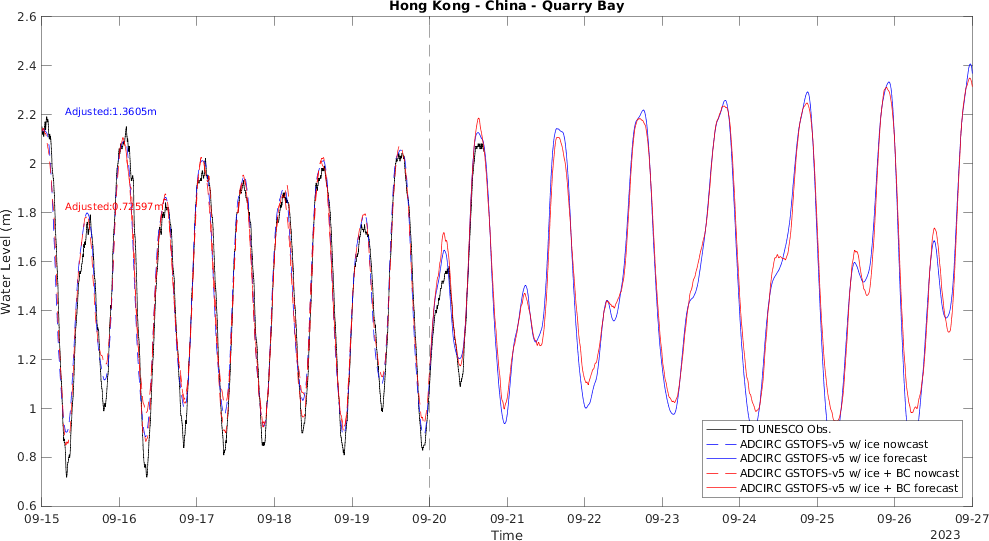 Hong Kong - China - Quarry Bay
2.6
2.4
2.2
2
1.8
1.6
1.4
1.2
1
0.8
0.6
Water Level (m)
Adjusted:1.3605m
Adjusted:0.72597m
TD UNESCO Obs.
ADCIRC GSTOFS-v5 w/ ice nowcast
ADCIRC GSTOFS-v5 w/ ice forecast
ADCIRC GSTOFS-v5 w/ ice + BC nowcast
ADCIRC GSTOFS-v5 w/ ice + BC forecast
09-15 09-16 09-17 09-18 09-19 09-20 09-21 09-22 09-23 09-24 09-25 09-26 09-27
Time
2023